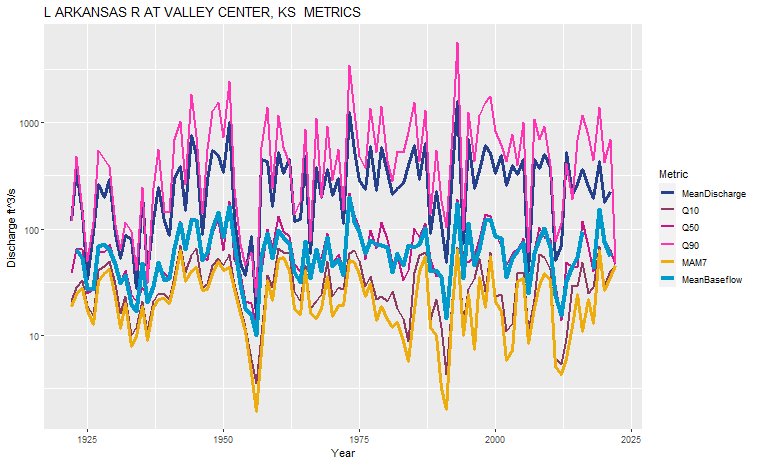 L ARKANSAS R AT VALLEY CENTER, KS  METRICS
Discharge ft^3/s
1000
100
10
1925
1950
1975
2000
2025
Year
Metric
MeanDischarge
Q10
Q50
Q90
MAM7
MeanBaseflow